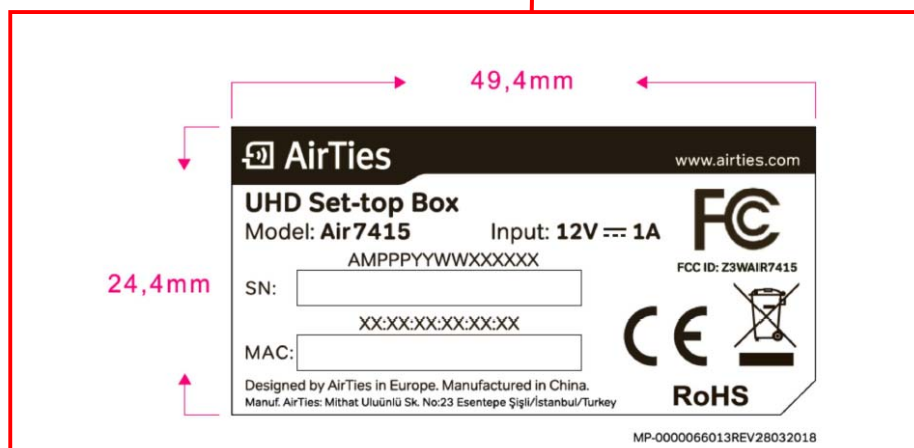 49,4mm
AirTies
www.airties.com
UHD Set-top Box
Model: Air7415 Input: 12V ⎓ 1A
FC
AMPPPYYWWXXXXXX
FCC ID: Z3WAIR7415
24,4mm
SN:
XX:XX:XX:XX:XX:XX
CE
MAC:
Designed by AirTies in Europe. Manufactured in China.
RoHS
Manuf. AirTies: Mithat Uluünlü Sk. No:23 Esentepe Şişli/İstanbul/Turkey
MP-0000066013REV28032018